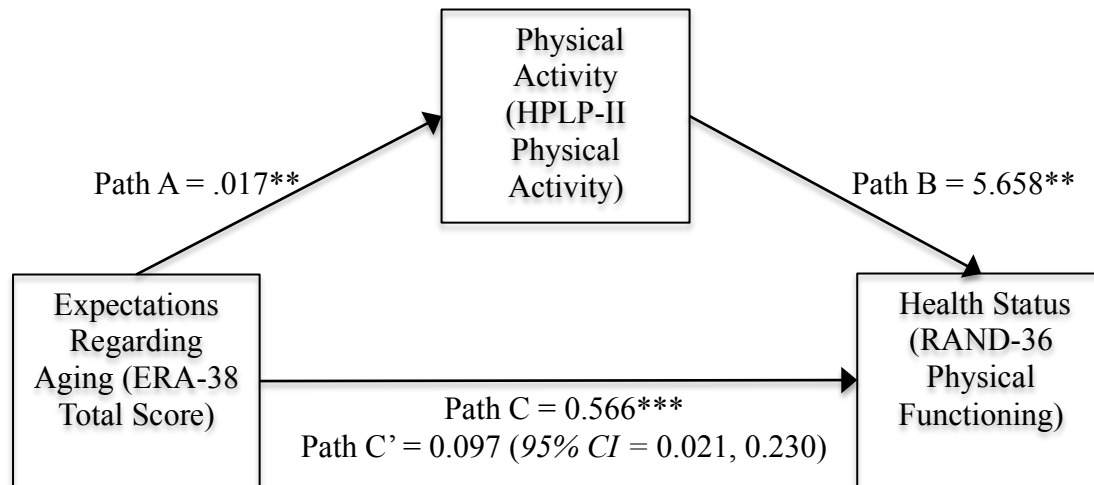 Physical
Activity
(HPLP-II
Physical
Activity)
Path A = .017**
Path B = 5.658**
Expectations
Regarding
Aging (ERA-38
Total Score)
Health Status
(RAND-36
Physical
Functioning)
Path C = 0.566***
Path C’ = 0.097 (95% CI = 0.021, 0.230)